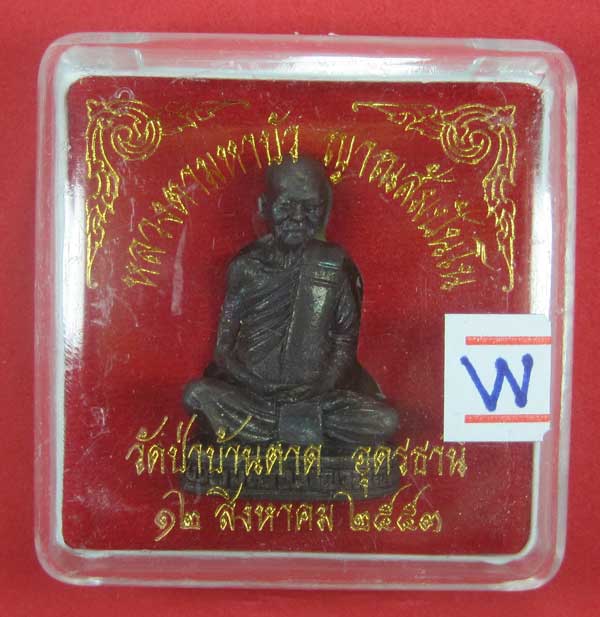 หลวงตามหาบัว ญาณสัมปันโน
วัดป่าบ้านตาด อุดรธานี
๑๒ สิงหาคม ๒๕๕๓
W